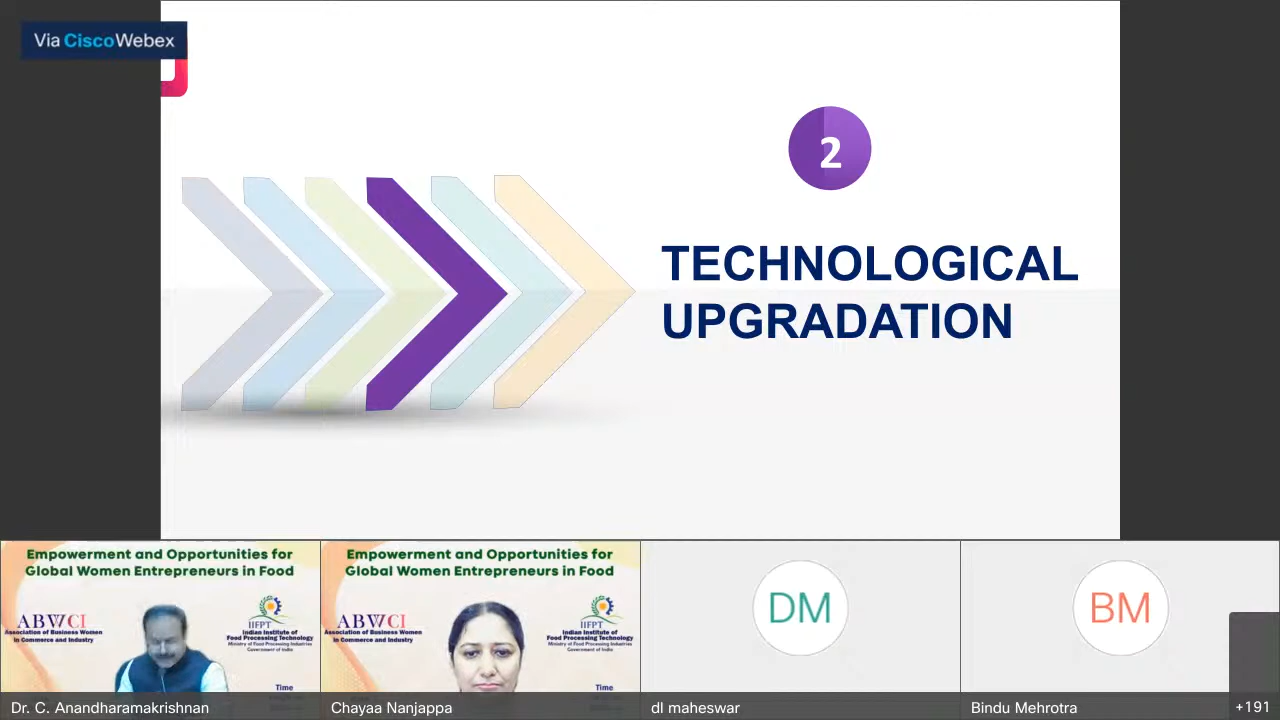 Via CiscoWebex
2
TECHNOLOGICAL
UPGRADATION
Empowerment and Opportunities for
Global Women Entrepreneurs in Food
ABWCI
Association of Business Women
in Commerce and Industry
IIFPT
Indian Institute of
Food Processing Technology
Ministry of Food Processing Industries
Government of India
Time
Dr. C. Anandharamakrishnan
Empowerment and Opportunities for
Global Women Entrepreneurs in Food
ABWCI
Association of Business Women
in Commerce and Industry
IIFPT
Indian Institute of
Food Processing Technology
Ministry of Food Processing Industries
Government of India
Time
Chayaa Nanjappa
DM
dl maheswar
BM
Bindu Mehrotra
+191